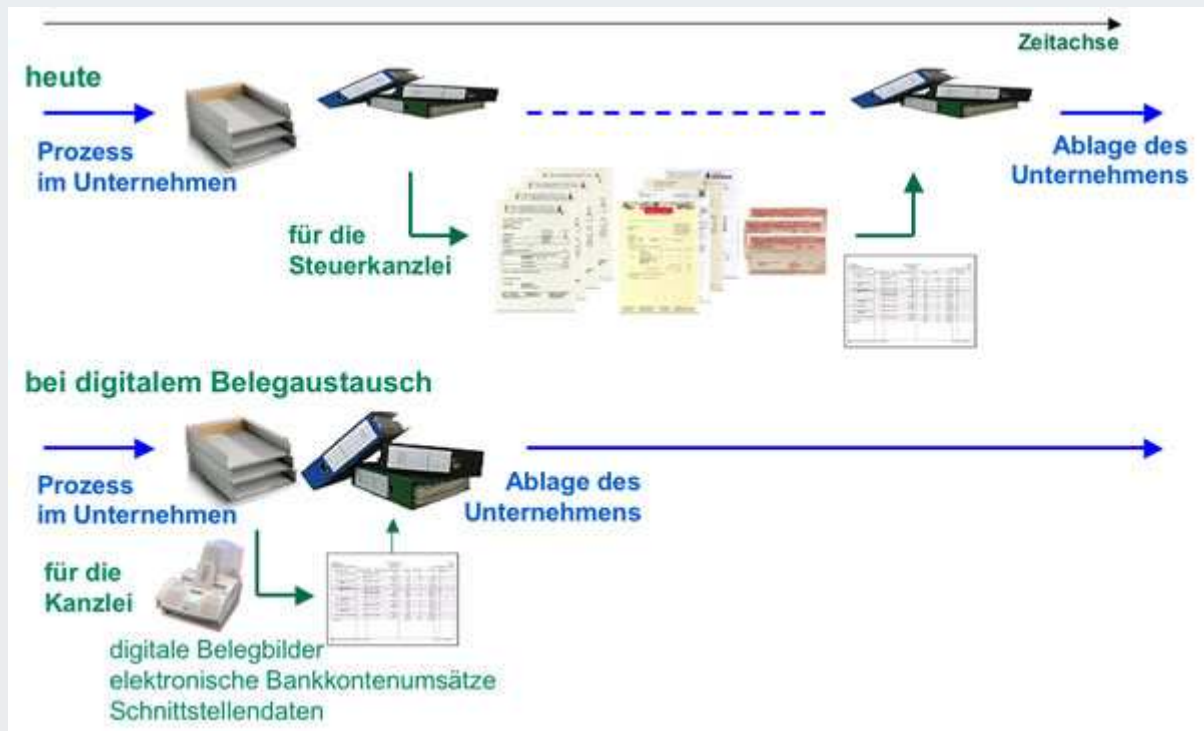 Zeitachse
heute
Prozess
im Unternehmen
Ablage des
Unternehmens
für die
Steuerkanzlei
bei digitalem Belegaustausch
Prozess
im Unternehmen
Ablage des
Unternehmens
für die
Kanzlei
digitale Belegbilder
elektronische Bankkontenumsätze
Schnittstellendaten